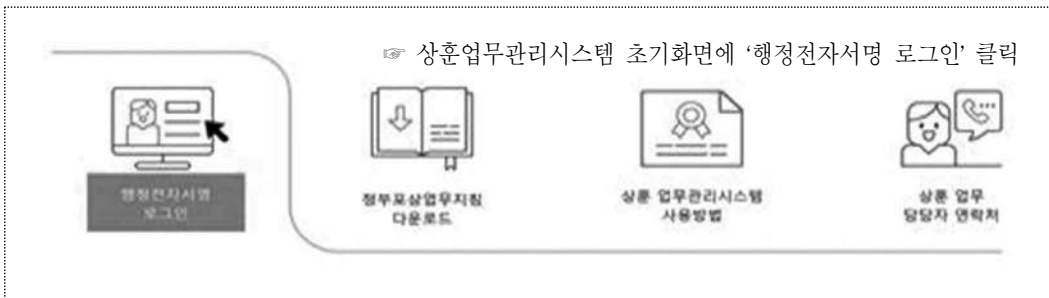 ☞ 상훈업무관리시스템 초기화면에 ‘행정전자서명 로그인’ 클릭
행정전자서명
로그인
정부포상업무지침
다운로드
상훈 업무관리시스템
사용방법
상훈 업무
담당자 연락처